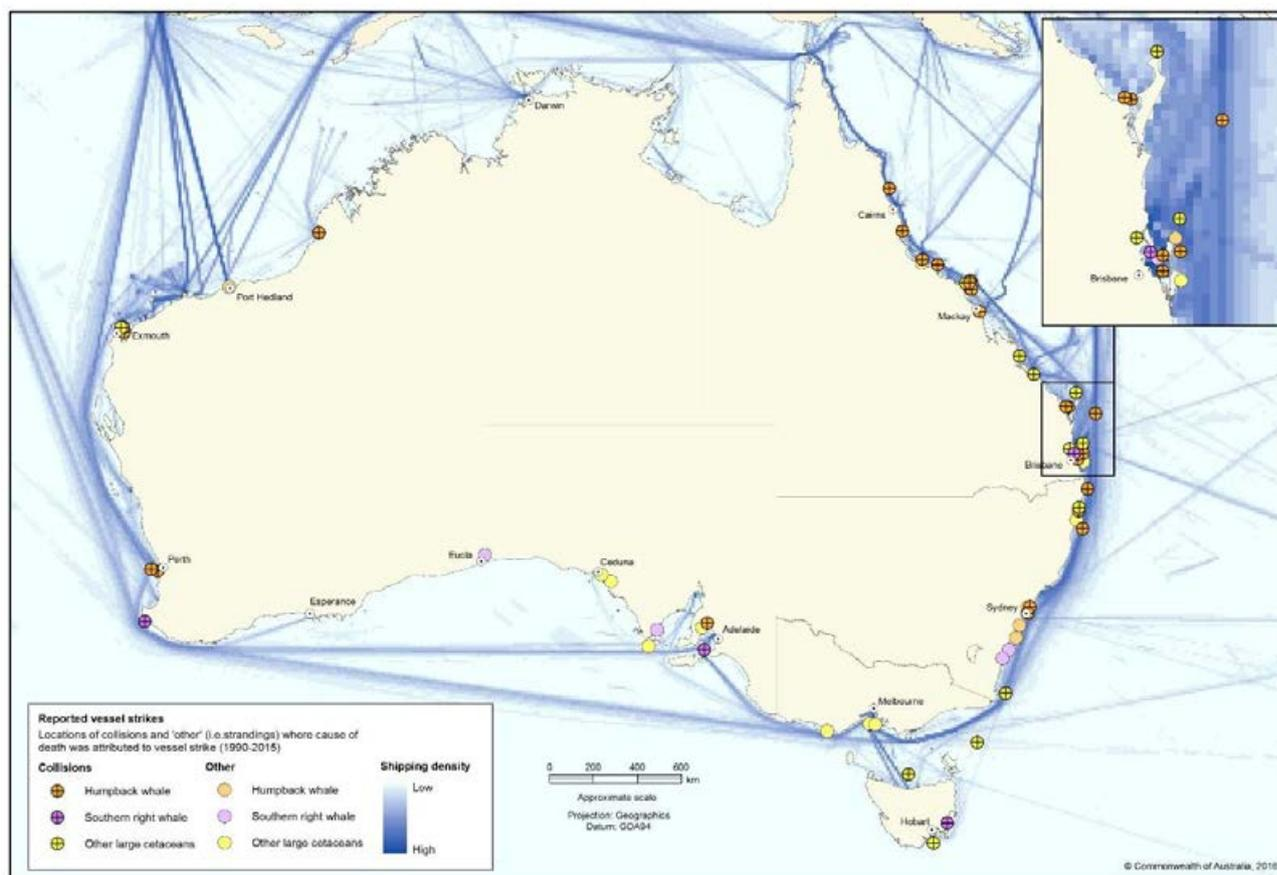 Darwin
Cairns
Brisbane
Port Hedland
Exmouth
Mackay
Brisbane
Perth
Eucla
Ceduna
Esperance
Sydney
Adelaide
Melbourne
Hobart
Reported vessel strikes
Locations of collisions and 'other' (i.e.strandings) where cause of
death was attributed to vessel strike (1990-2015)
Collisions Other Shipping density
Humpback whale Humpback whale Low
Southern right whale Southern right whale
Other large cetaceans Other large cetaceans High
0 200 400 600
km
Approximate scale
Projection: Geographics
Datum: GDA94
© Commonwealth of Australia, 2016